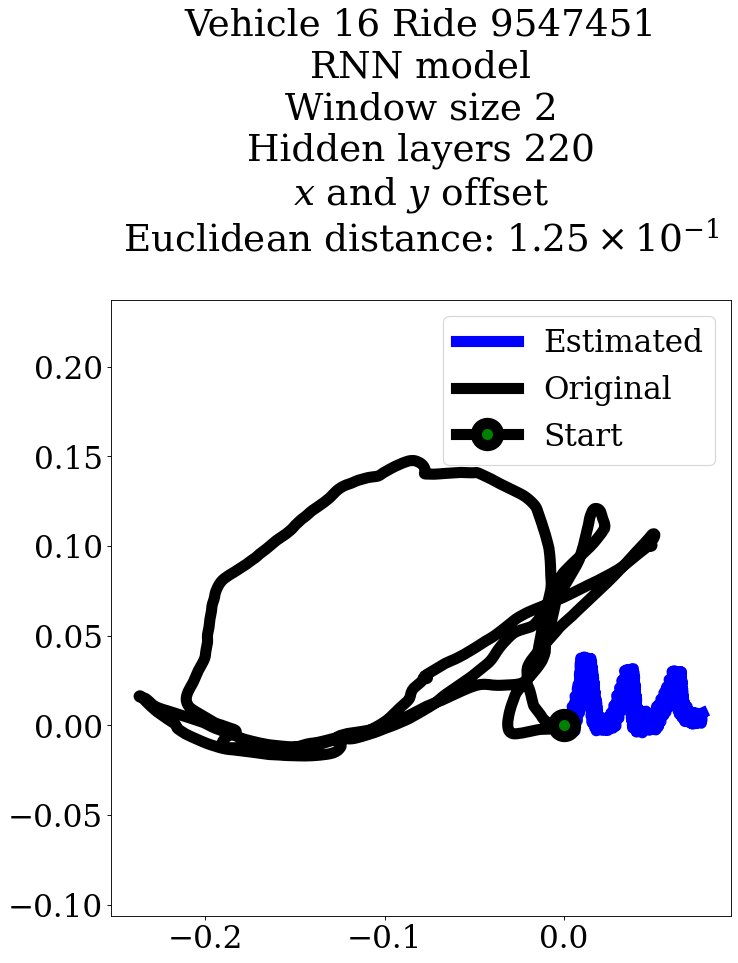 Vehicle 16 Ride 9547451
RNN model
Window size 2
Hidden layers 220
x and y offset
Euclidean distance: 1.25 × 10⁻¹
Estimated
Original
Start
0.20
0.15
0.10
0.05
0.00
−0.05
−0.10
−0.2
−0.1
0.0